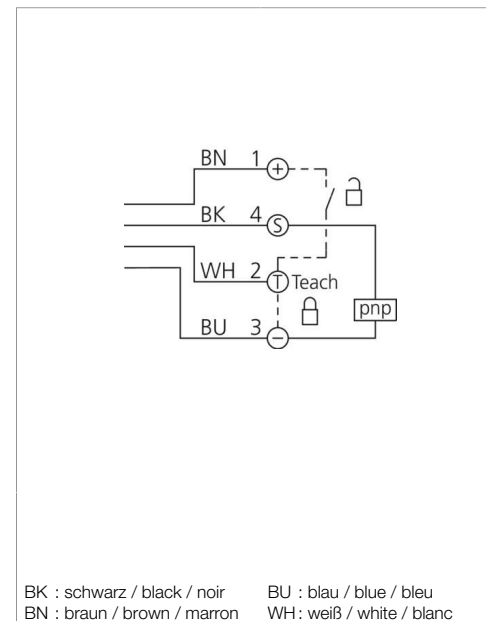 BN 1 +
BK 4 S
WH 2 T Teach
pnp
BU 3 −
BK : schwarz / black / noir BU : blau / blue / bleu
BN : braun / brown / marron WH : weiß / white / blanc